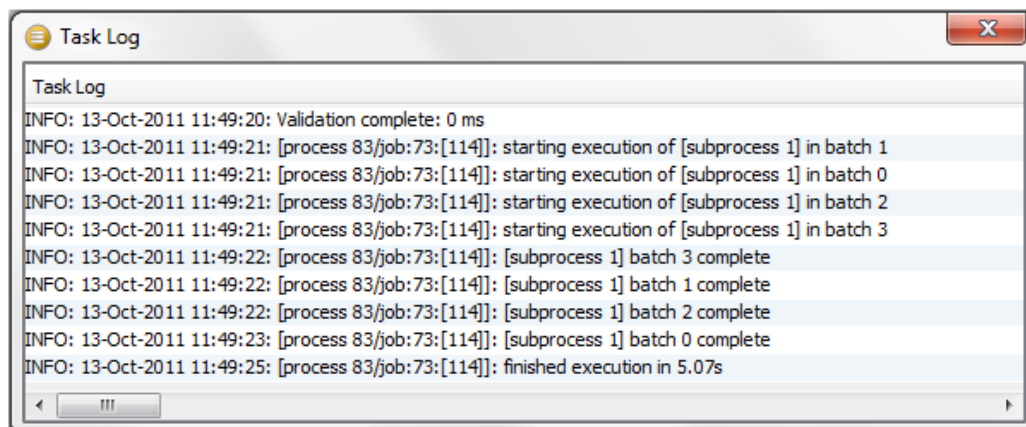 Task Log
Task Log
INFO: 13-Oct-2011 11:49:20: Validation complete: 0 ms
INFO: 13-Oct-2011 11:49:21: [process 83/job:73:[114]]: starting execution of [subprocess 1] in batch 1
INFO: 13-Oct-2011 11:49:21: [process 83/job:73:[114]]: starting execution of [subprocess 1] in batch 0
INFO: 13-Oct-2011 11:49:21: [process 83/job:73:[114]]: starting execution of [subprocess 1] in batch 2
INFO: 13-Oct-2011 11:49:21: [process 83/job:73:[114]]: starting execution of [subprocess 1] in batch 3
INFO: 13-Oct-2011 11:49:22: [process 83/job:73:[114]]: [subprocess 1] batch 3 complete
INFO: 13-Oct-2011 11:49:22: [process 83/job:73:[114]]: [subprocess 1] batch 1 complete
INFO: 13-Oct-2011 11:49:22: [process 83/job:73:[114]]: [subprocess 1] batch 2 complete
INFO: 13-Oct-2011 11:49:23: [process 83/job:73:[114]]: [subprocess 1] batch 0 complete
INFO: 13-Oct-2011 11:49:25: [process 83/job:73:[114]]: finished execution in 5.07s